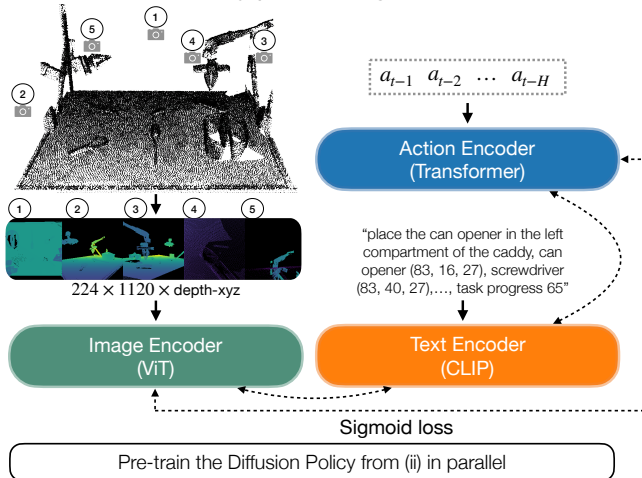 1
5
4
3
2
a_{t−1} a_{t−2} … a_{t−H}
Action Encoder
(Transformer)
1 2 3 4 5
“place the can opener in the left
compartment of the caddy, can
opener (83, 16, 27), screwdriver
(83, 40, 27),…, task progress 65”
224 × 1120 × depth-xyz
Image Encoder
(ViT)
Text Encoder
(CLIP)
Sigmoid loss
Pre-train the Diffusion Policy from (ii) in parallel